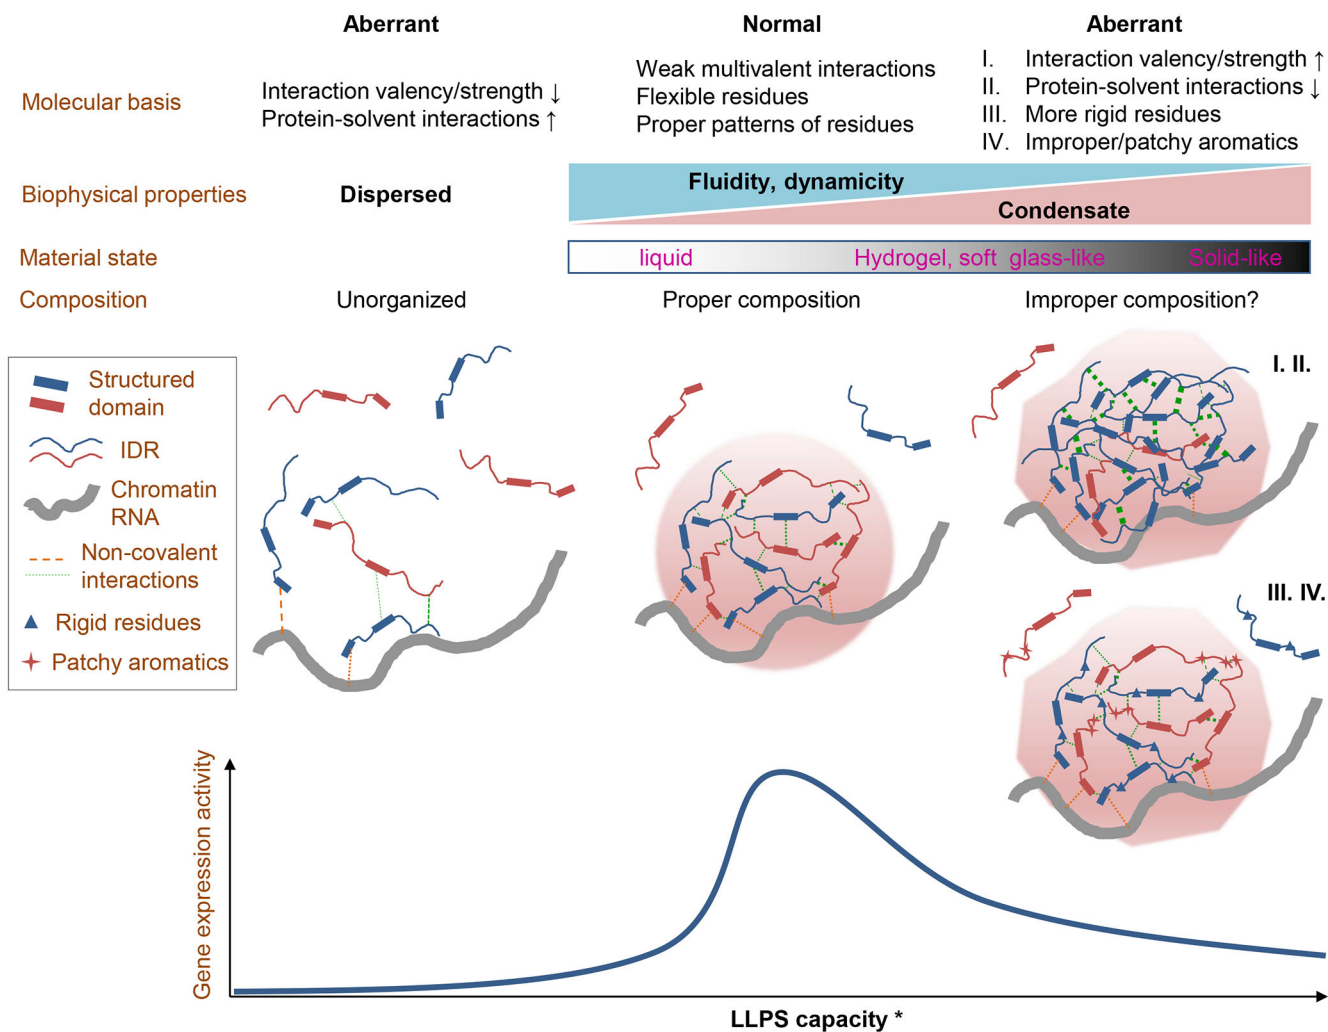 Aberrant
Normal
Aberrant
Molecular basis
Interaction valency/strength ↓
Protein-solvent interactions ↑
Weak multivalent interactions
Flexible residues
Proper patterns of residues
I. Interaction valency/strength ↑
II. Protein-solvent interactions ↓
III. More rigid residues
IV. Improper/patchy aromatics
Biophysical properties
Dispersed
Fluidity, dynamicity
Condensate
Material state
liquid
Hydrogel, soft glass-like
Solid-like
Composition
Unorganized
Proper composition
Improper composition?
Structured
domain
IDR
Chromatin
RNA
Non-covalent
interactions
Rigid residues
Patchy aromatics
I. II.
III. IV.
Gene expression activity
LLPS capacity *